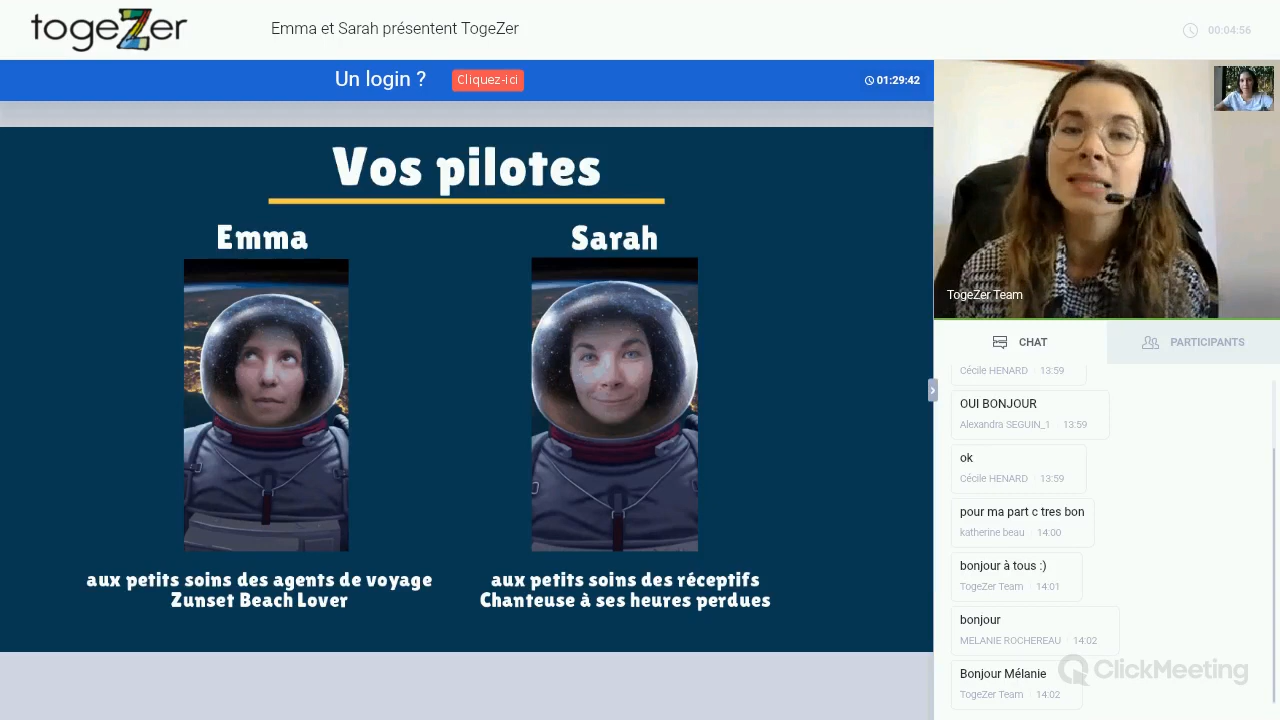 togeZer
Emma et Sarah présentent TogeZer
00:04:56
Un login ?
Cliquez-ici
01:29:42
Vos pilotes
Emma
Sarah
aux petits soins des agents de voyage
Zunset Beach Lover
aux petits soins des réceptifs
Chanteuse à ses heures perdues
TogeZer Team
CHAT
PARTICIPANTS
Cécile HENARD 13:59
OUI BONJOUR
Alexandra SEGUIN_1 13:59
ok
Cécile HENARD 13:59
pour ma part c tres bon
katherine beau 14:00
bonjour à tous :)
TogeZer Team 14:01
bonjour
MELANIE ROCHEREAU 14:02
Bonjour Mélanie
TogeZer Team 14:02
ClickMeeting